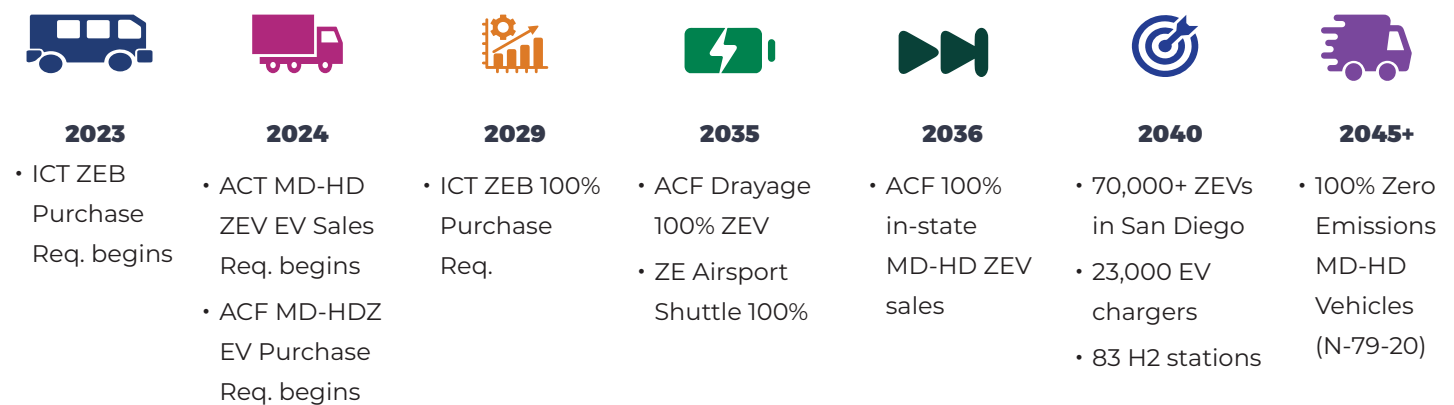 2023
• ICT ZEB
Purchase
Req. begins
2024
• ACT MD-HD
ZEV EV Sales
Req. begins
• ACF MD-HDZ
EV Purchase
Req. begins
2029
• ICT ZEB 100%
Purchase
Req.
2035
• ACF Drayage
100% ZEV
• ZE Airsport
Shuttle 100%
2036
• ACF 100%
in-state
MD-HD ZEV
sales
2040
• 70,000+ ZEVs
in San Diego
• 23,000 EV
chargers
• 83 H2 stations
2045+
• 100% Zero
Emissions
MD-HD
Vehicles
(N-79-20)